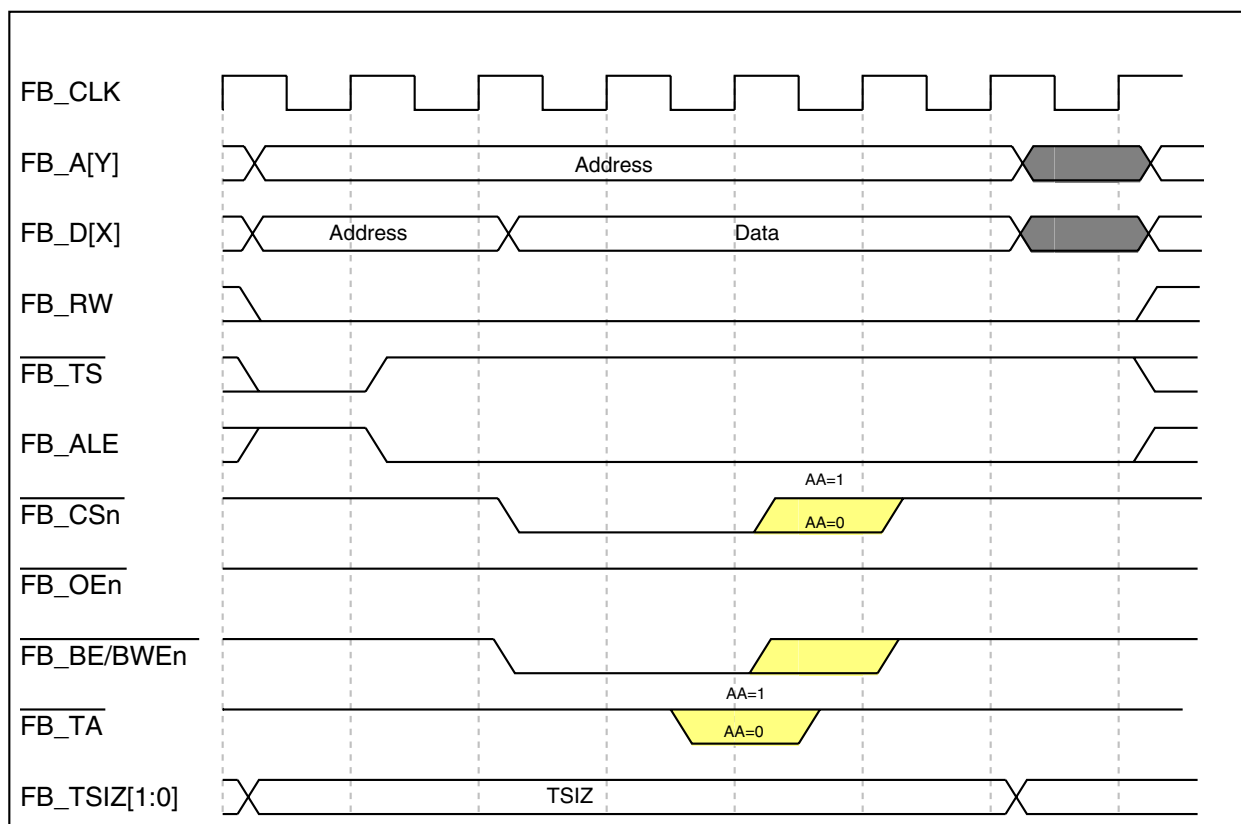 FB_CLK
FB_A[Y]
Address
FB_D[X]
Address
Data
FB_RW
FB_TS
FB_ALE
AA=1
FB_CSn
AA=0
FB_OEn
FB_BE/BWEn
AA=1
FB_TA
AA=0
FB_TSIZ[1:0]
TSIZ